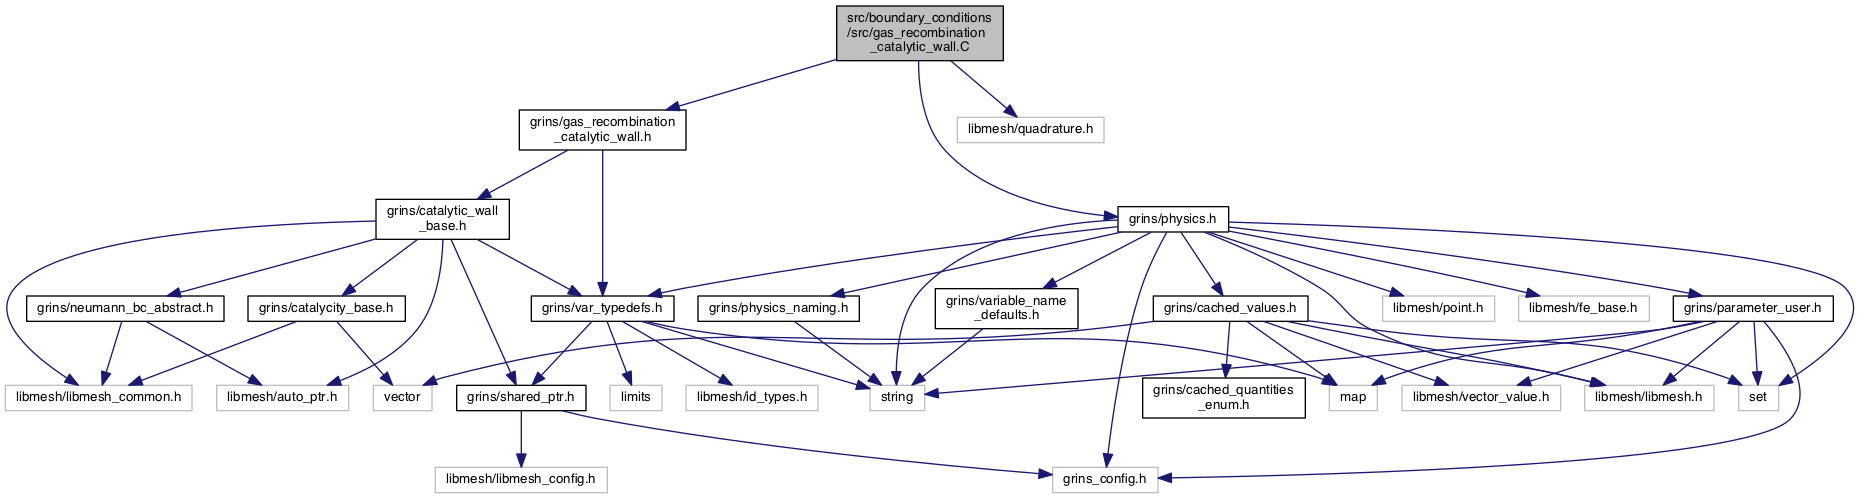 src/boundary_conditions
/src/gas_recombination
_catalytic_wall.C
grins/gas_recombination
_catalytic_wall.h
libmesh/quadrature.h
grins/catalytic_wall
_base.h
grins/physics.h
grins/neumann_bc_abstract.h
grins/catalycity_base.h
grins/var_typedefs.h
grins/physics_naming.h
grins/variable_name
_defaults.h
grins/cached_values.h
libmesh/point.h
libmesh/fe_base.h
grins/parameter_user.h
libmesh/libmesh_common.h
libmesh/auto_ptr.h
vector
grins/shared_ptr.h
limits
libmesh/id_types.h
string
grins/cached_quantities
_enum.h
map
libmesh/vector_value.h
libmesh/libmesh.h
set
libmesh/libmesh_config.h
grins_config.h